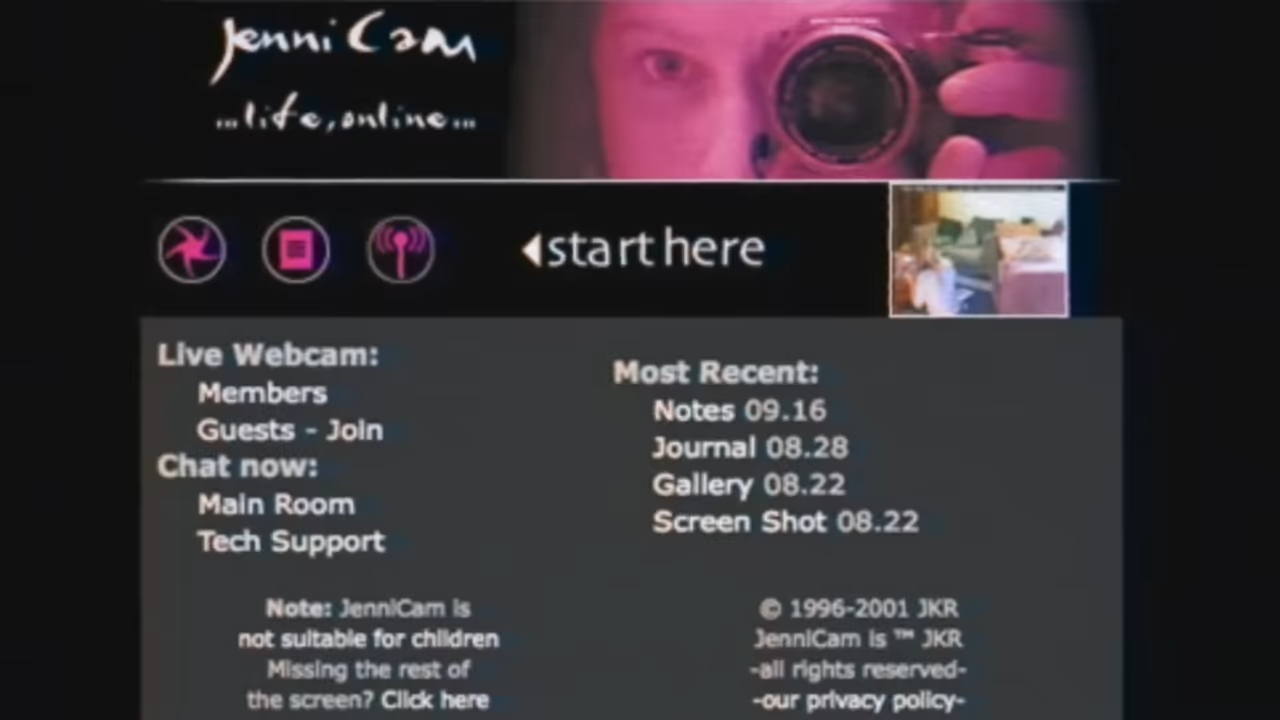 JenniCam
...life, online...
start here
Live Webcam:
Members
Guests - Join
Chat now:
Main Room
Tech Support
Most Recent:
Notes 09.16
Journal 08.28
Gallery 08.22
Screen Shot 08.22
Note: JenniCam is
not suitable for children
Missing the rest of
the screen? Click here
© 1996-2001 JKR
JenniCam is ™ JKR
-all rights reserved-
-our privacy policy-